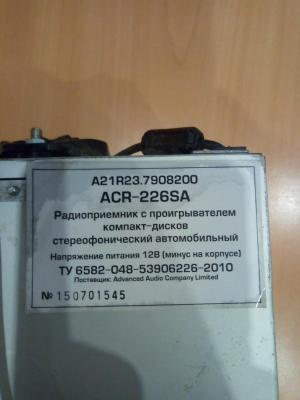 А21R23.7908200
ACR-226SA
Радиоприемник с проигрывателем
компакт-дисков
стереофонический автомобильный
Напряжение питания 12В (минус на корпусе)
ТУ 6582-048-53906226-2010
Поставщик: Advanced Audio Company Limited
№ 150701545